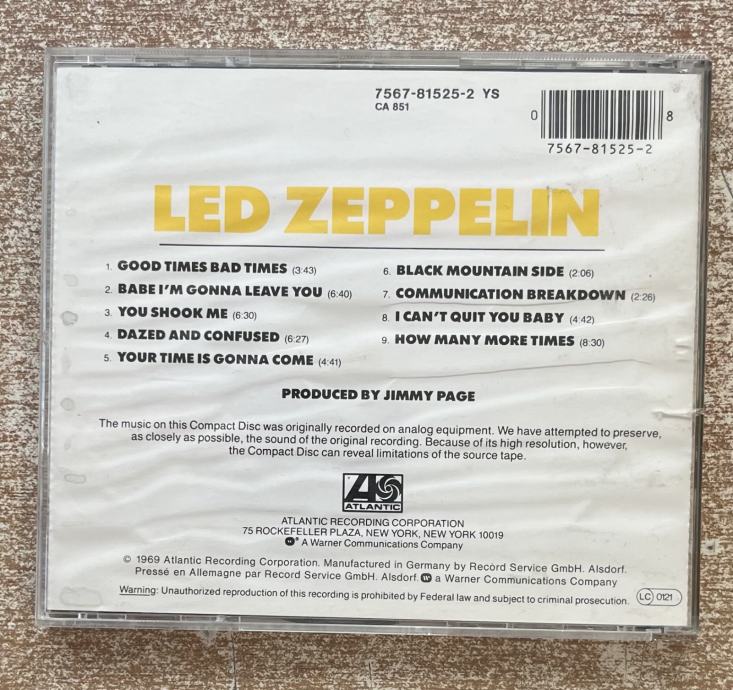 7567-81525-2 YS
CA 851
0 8
7567-81525-2
LED ZEPPELIN
1. GOOD TIMES BAD TIMES (3:43)
2. BABE I'M GONNA LEAVE YOU (6:40)
3. YOU SHOOK ME (6:30)
4. DAZED AND CONFUSED (6:27)
5. YOUR TIME IS GONNA COME (4:41)
6. BLACK MOUNTAIN SIDE (2:06)
7. COMMUNICATION BREAKDOWN (2:26)
8. I CAN'T QUIT YOU BABY (4:42)
9. HOW MANY MORE TIMES (8:30)
PRODUCED BY JIMMY PAGE
The music on this Compact Disc was originally recorded on analog equipment. We have attempted to preserve,
as closely as possible, the sound of the original recording. Because of its high resolution, however,
the Compact Disc can reveal limitations of the source tape.
ATLANTIC
ATLANTIC RECORDING CORPORATION
75 ROCKEFELLER PLAZA, NEW YORK, NEW YORK 10019
A Warner Communications Company
© 1969 Atlantic Recording Corporation. Manufactured in Germany by Record Service GmbH. Alsdorf.
Pressé en Allemagne par Record Service GmbH. Alsdorf. a Warner Communications Company
Warning: Unauthorized reproduction of this recording is prohibited by Federal law and subject to criminal prosecution. LC 0121